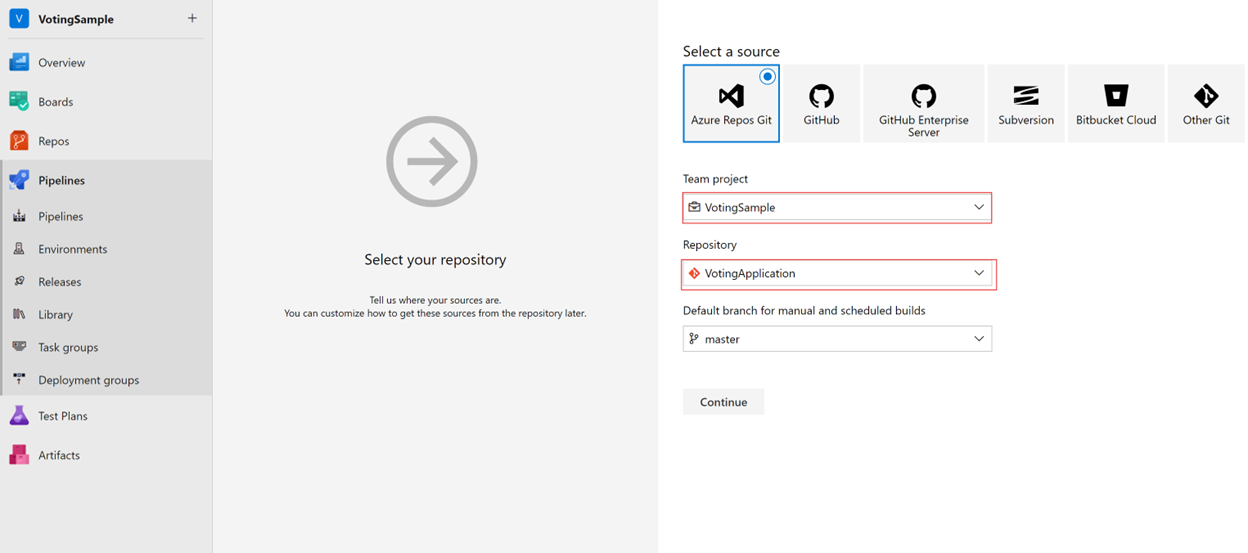 V VotingSample +
Overview
Boards
Repos
Pipelines
Pipelines
Environments
Releases
Library
Task groups
Deployment groups
Test Plans
Artifacts
Select your repository
Tell us where your sources are.
You can customize how to get these sources from the repository later.
Select a source
Azure Repos Git
GitHub
GitHub Enterprise
Server
Subversion
Bitbucket Cloud
Other Git
Team project
VotingSample
Repository
VotingApplication
Default branch for manual and scheduled builds
master
Continue